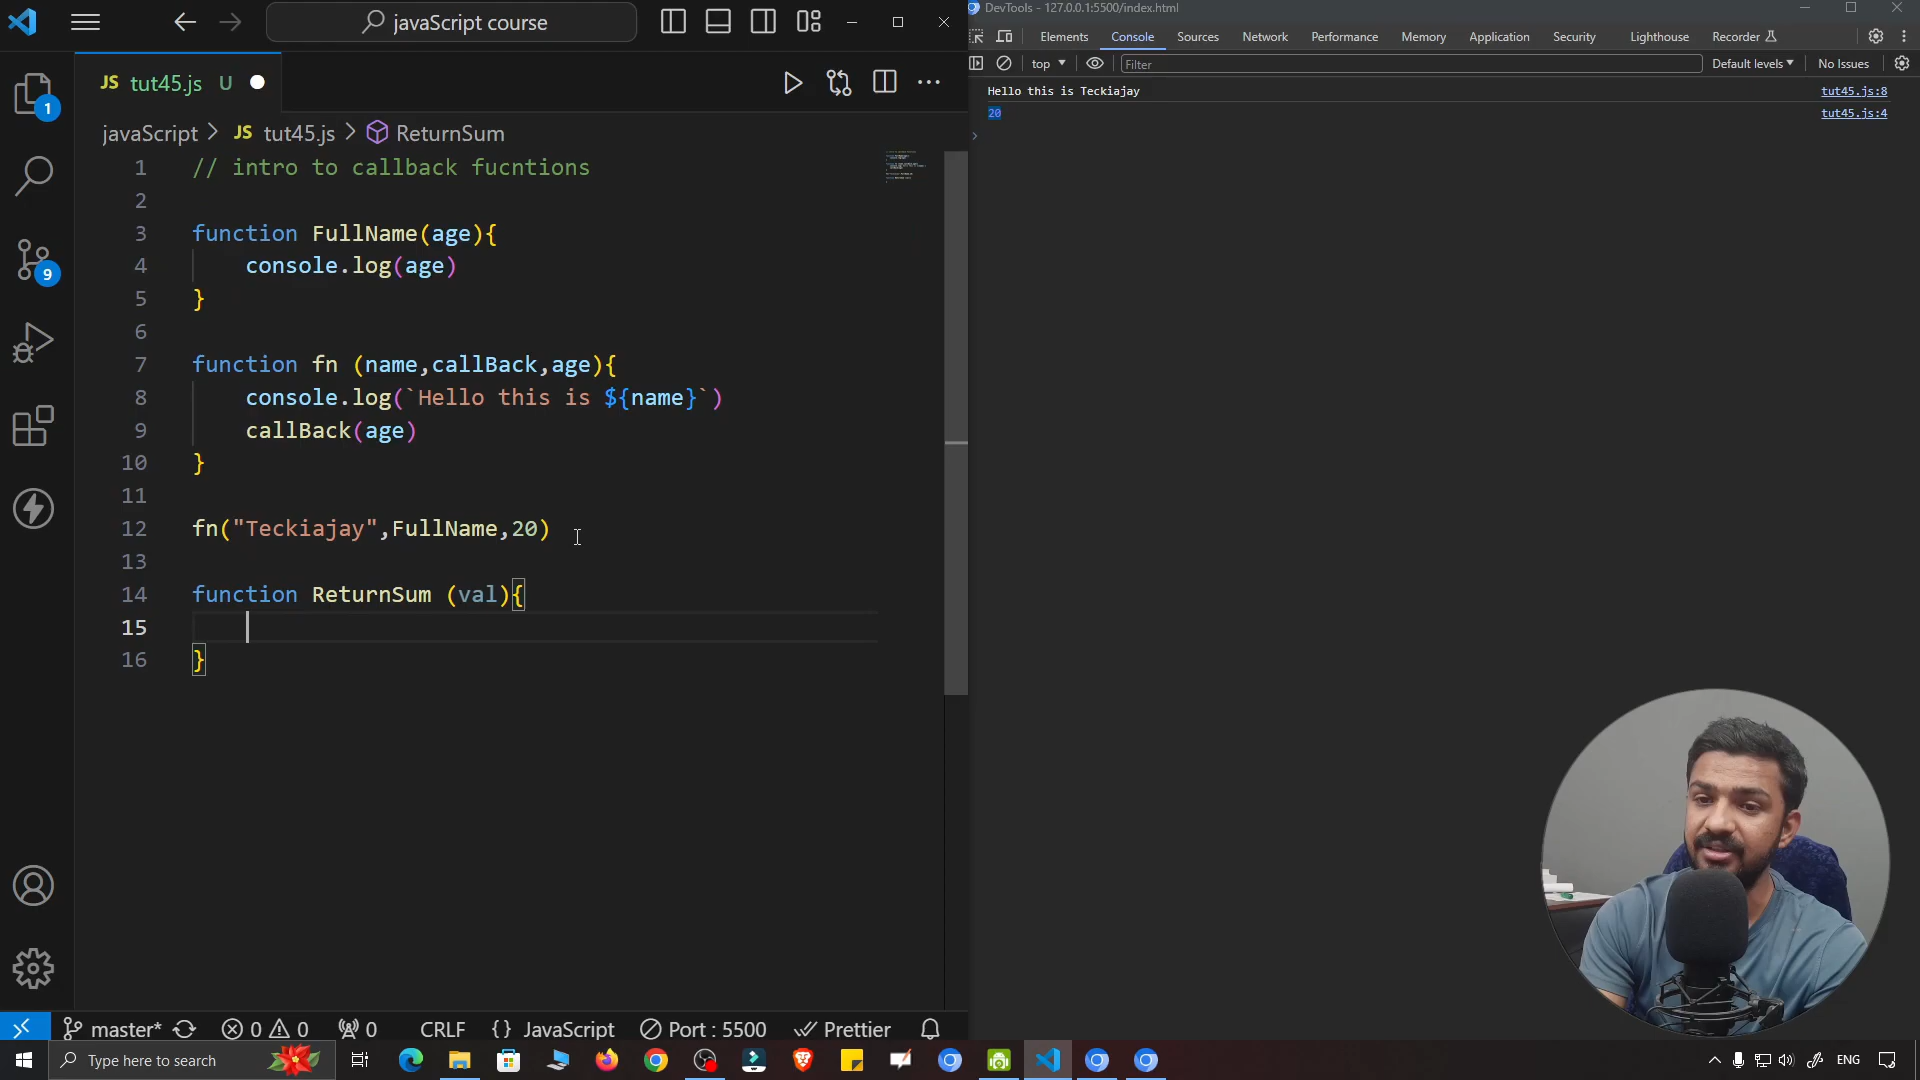 javaScript course
JS tut45.js U
javaScript > JS tut45.js > ReturnSum
1 // intro to callback fucntions
2
3 function FullName(age){
4 console.log(age)
5 }
6
7 function fn (name,callBack,age){
8 console.log(`Hello this is ${name}`)
9 callBack(age)
10 }
11
12 fn("Teckiajay",FullName,20)
13
14 function ReturnSum (val){
15
16 }
1
9
master* 0 0 0 CRLF {} JavaScript Port : 5500 Prettier
DevTools - 127.0.0.1:5500/index.html
Elements Console Sources Network Performance Memory Application Security Lighthouse Recorder
top Filter Default levels No Issues
Hello this is Teckiajay tut45.js:8
20 tut45.js:4
Type here to search ENG